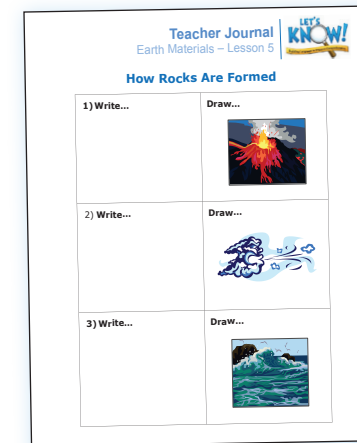 Teacher Journal
Earth Materials – Lesson 5
LET'S
KNOW!
How Rocks Are Formed
1) Write...
Draw...
2) Write...
Draw...
3) Write...
Draw...